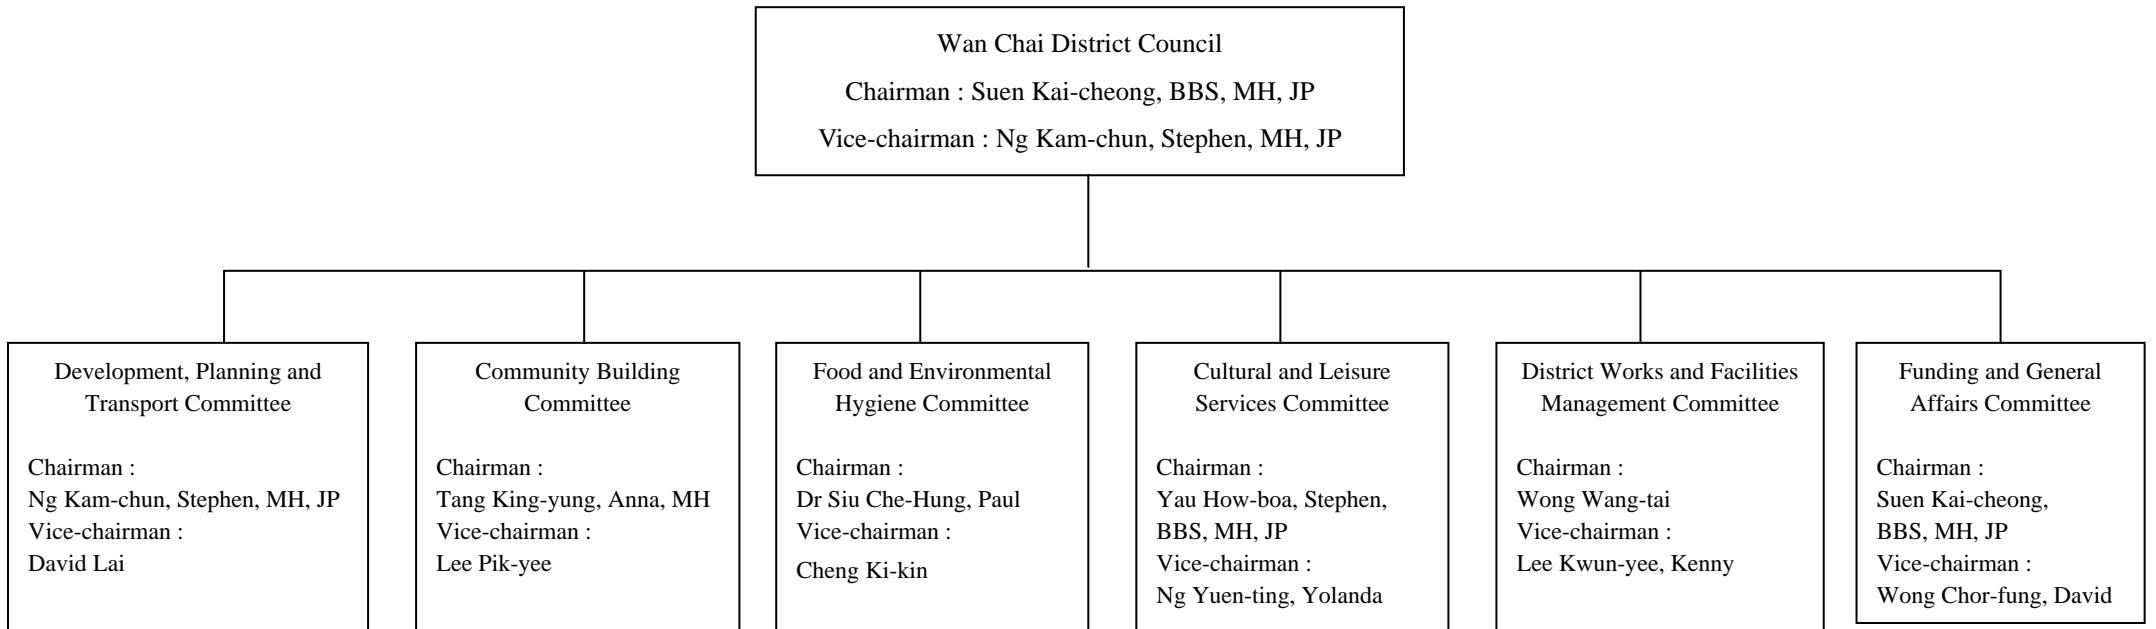 Wan Chai District Council
Chairman : Suen Kai-cheong, BBS, MH, JP
Vice-chairman : Ng Kam-chun, Stephen, MH, JP
Development, Planning and
Transport Committee
Chairman :
Ng Kam-chun, Stephen, MH, JP
Vice-chairman :
David Lai
Community Building
Committee
Chairman :
Tang King-yung, Anna, MH
Vice-chairman :
Lee Pik-yee
Food and Environmental
Hygiene Committee
Chairman :
Dr Siu Che-Hung, Paul
Vice-chairman :
Cheng Ki-kin
Cultural and Leisure
Services Committee
Chairman :
Yau How-boa, Stephen,
BBS, MH, JP
Vice-chairman :
Ng Yuen-ting, Yolanda
District Works and Facilities
Management Committee
Chairman :
Wong Wang-tai
Vice-chairman :
Lee Kwun-yee, Kenny
Funding and General
Affairs Committee
Chairman :
Suen Kai-cheong,
BBS, MH, JP
Vice-chairman :
Wong Chor-fung, David